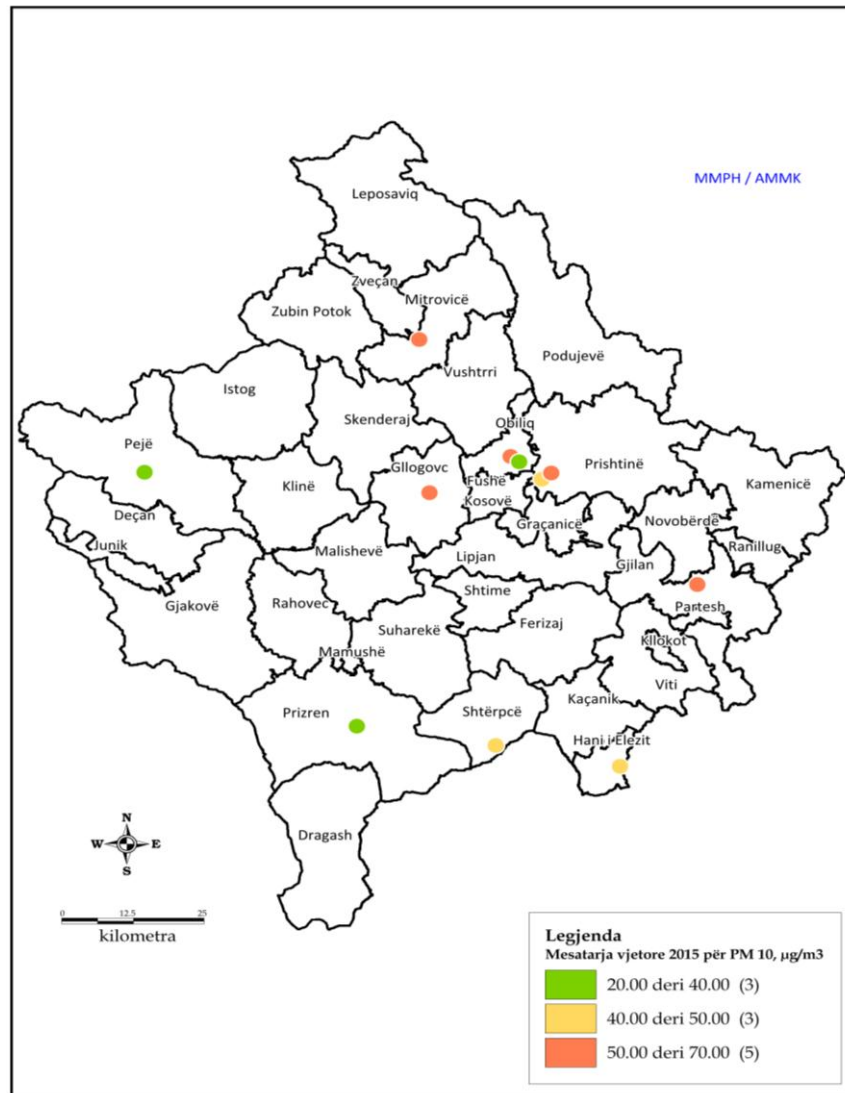 MMPH / AMMK
Leposaviq
Zveçan
Mitrovicë
Zubin Potok
Podujevë
Vushtrri
Istog
Skenderaj
Obiliq
Pejë
Gllogovc
Prishtinë
Fushë
Kosovë
Klinë
Kamenicë
Deçan
Graçanicë
Novobërdë
Junik
Malishevë
Lipjan
Ranillug
Gjilan
Shtime
Gjakovë
Rahovec
Partesh
Suharekë
Ferizaj
Kllokot
Mamushë
Viti
Kaçanik
Prizren
Shtërpcë
Hani i Elezit
Dragash
N
W E
S
0 12.5 25
kilometra
Legjenda
Mesatarja vjetore 2015 për PM 10, µg/m3
20.00 deri 40.00 (3)
40.00 deri 50.00 (3)
50.00 deri 70.00 (5)